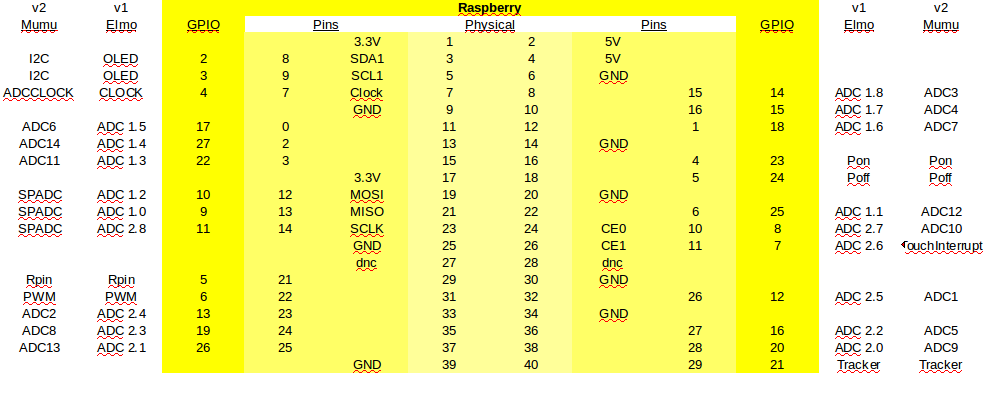 v2 v1 Raspberry v1 v2
Mumu Elmo GPIO Pins Physical Pins GPIO Elmo Mumu
3.3V 1 2 5V
I2C OLED 2 8 SDA1 3 4 5V
I2C OLED 3 9 SCL1 5 6 GND
ADCCLOCK CLOCK 4 7 Clock 7 8 15 14 ADC 1.8 ADC3
GND 9 10 16 15 ADC 1.7 ADC4
ADC6 ADC 1.5 17 0 11 12 1 18 ADC 1.6 ADC7
ADC14 ADC 1.4 27 2 13 14 GND
ADC11 ADC 1.3 22 3 15 16 4 23 Pon Pon
3.3V 17 18 5 24 Poff Poff
SPADC ADC 1.2 10 12 MOSI 19 20 GND
SPADC ADC 1.0 9 13 MISO 21 22 6 25 ADC 1.1 ADC12
SPADC ADC 2.8 11 14 SCLK 23 24 CE0 10 8 ADC 2.7 ADC10
GND 25 26 CE1 11 7 ADC 2.6 TouchInterrupt
dnc 27 28 dnc
Rpin Rpin 5 21 29 30 GND
PWM PWM 6 22 31 32 26 12 ADC 2.5 ADC1
ADC2 ADC 2.4 13 23 33 34 GND
ADC8 ADC 2.3 19 24 35 36 27 16 ADC 2.2 ADC5
ADC13 ADC 2.1 26 25 37 38 28 20 ADC 2.0 ADC9
GND 39 40 29 21 Tracker Tracker